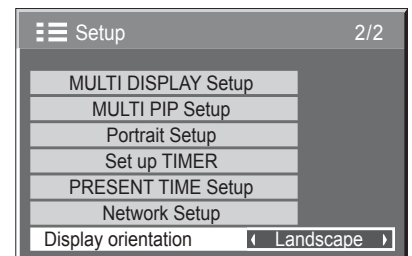 Setup 2/2
MULTI DISPLAY Setup
MULTI PIP Setup
Portrait Setup
Set up TIMER
PRESENT TIME Setup
Network Setup
Display orientation Landscape